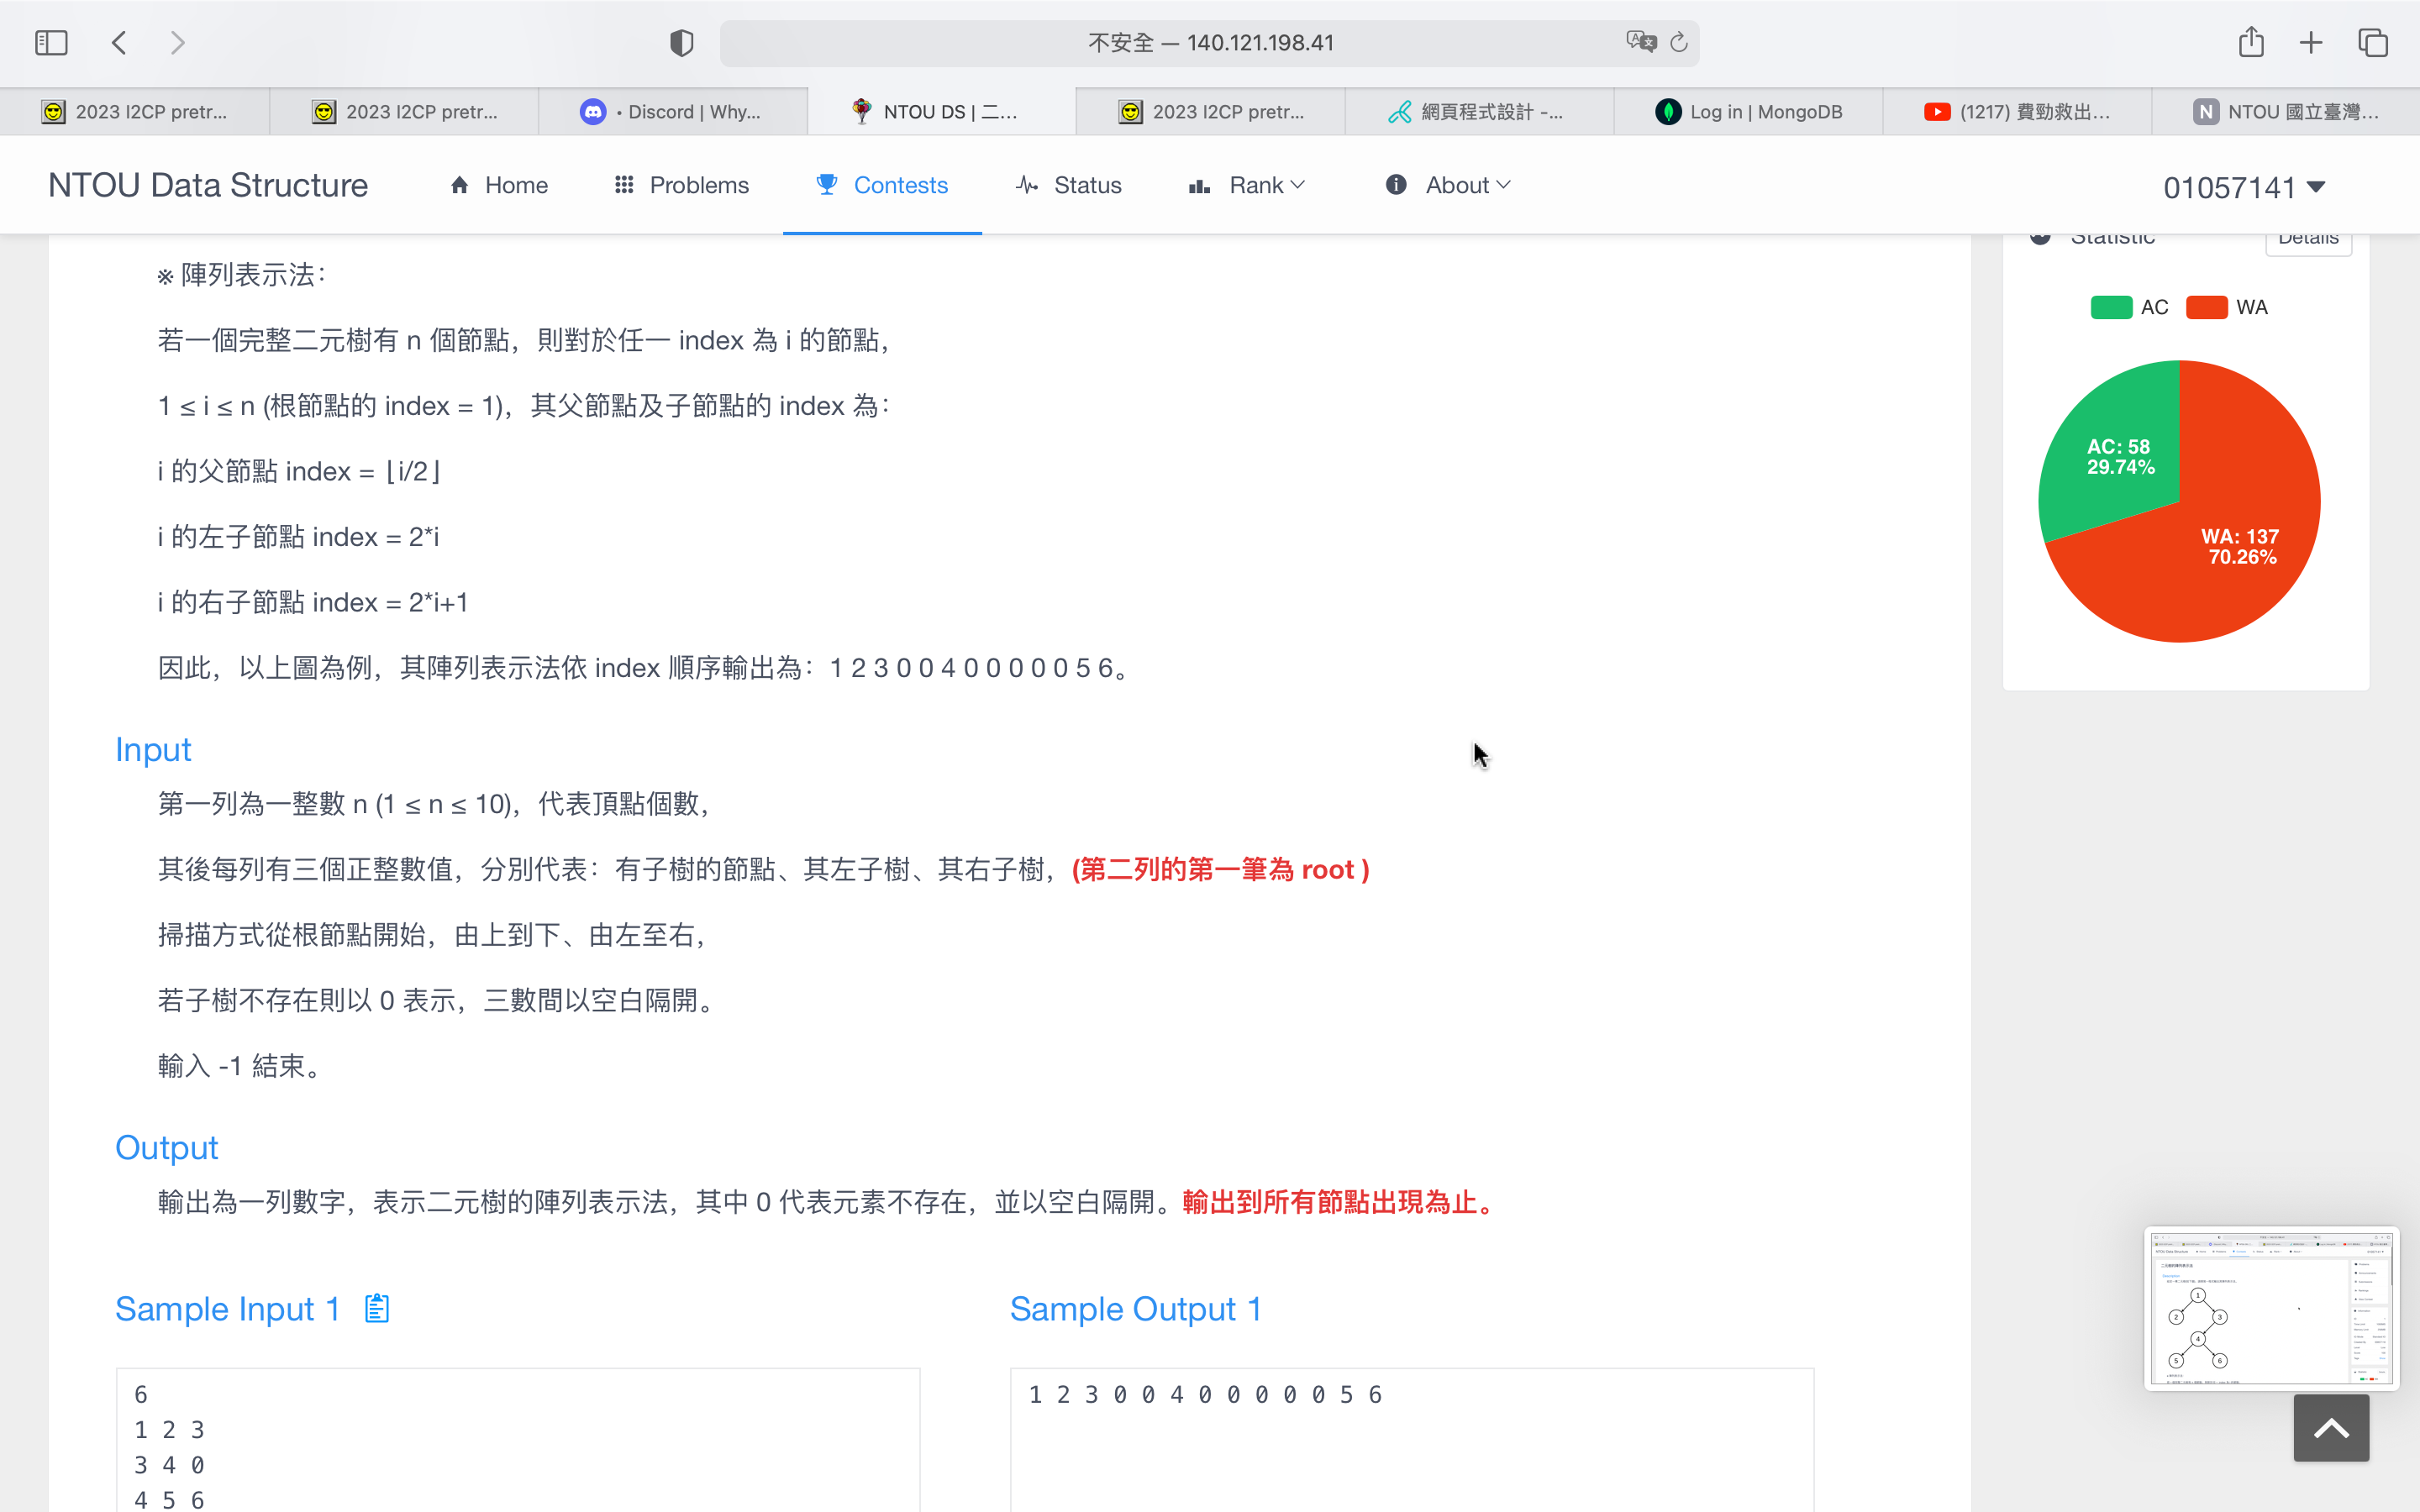 不安全 — 140.121.198.41
2023 I2CP pretr...
2023 I2CP pretr...
• Discord | Why...
NTOU DS | 二...
2023 I2CP pretr...
網頁程式設計 -...
Log in | MongoDB
(1217) 費勁救出...
N NTOU 國立臺灣...
NTOU Data Structure
Home
Problems
Contests
Status
Rank
About
01057141
Statistic
Details
※ 陣列表示法：
若一個完整二元樹有 n 個節點，則對於任一 index 為 i 的節點，
1 ≤ i ≤ n (根節點的 index = 1)，其父節點及子節點的 index 為：
i 的父節點 index = ⌊i/2⌋
i 的左子節點 index = 2*i
i 的右子節點 index = 2*i+1
因此，以上圖為例，其陣列表示法依 index 順序輸出為：1 2 3 0 0 4 0 0 0 0 0 5 6。
AC
WA
AC: 58
29.74%
WA: 137
70.26%
Input
第一列為一整數 n (1 ≤ n ≤ 10)，代表頂點個數，
其後每列有三個正整數值，分別代表：有子樹的節點、其左子樹、其右子樹，(第二列的第一筆為 root )
掃描方式從根節點開始，由上到下、由左至右，
若子樹不存在則以 0 表示，三數間以空白隔開。
輸入 -1 結束。
Output
輸出為一列數字，表示二元樹的陣列表示法，其中 0 代表元素不存在，並以空白隔開。輸出到所有節點出現為止。
Sample Input 1
6
1 2 3
3 4 0
4 5 6
Sample Output 1
1 2 3 0 0 4 0 0 0 0 0 5 6
1
2
3
4
5
6